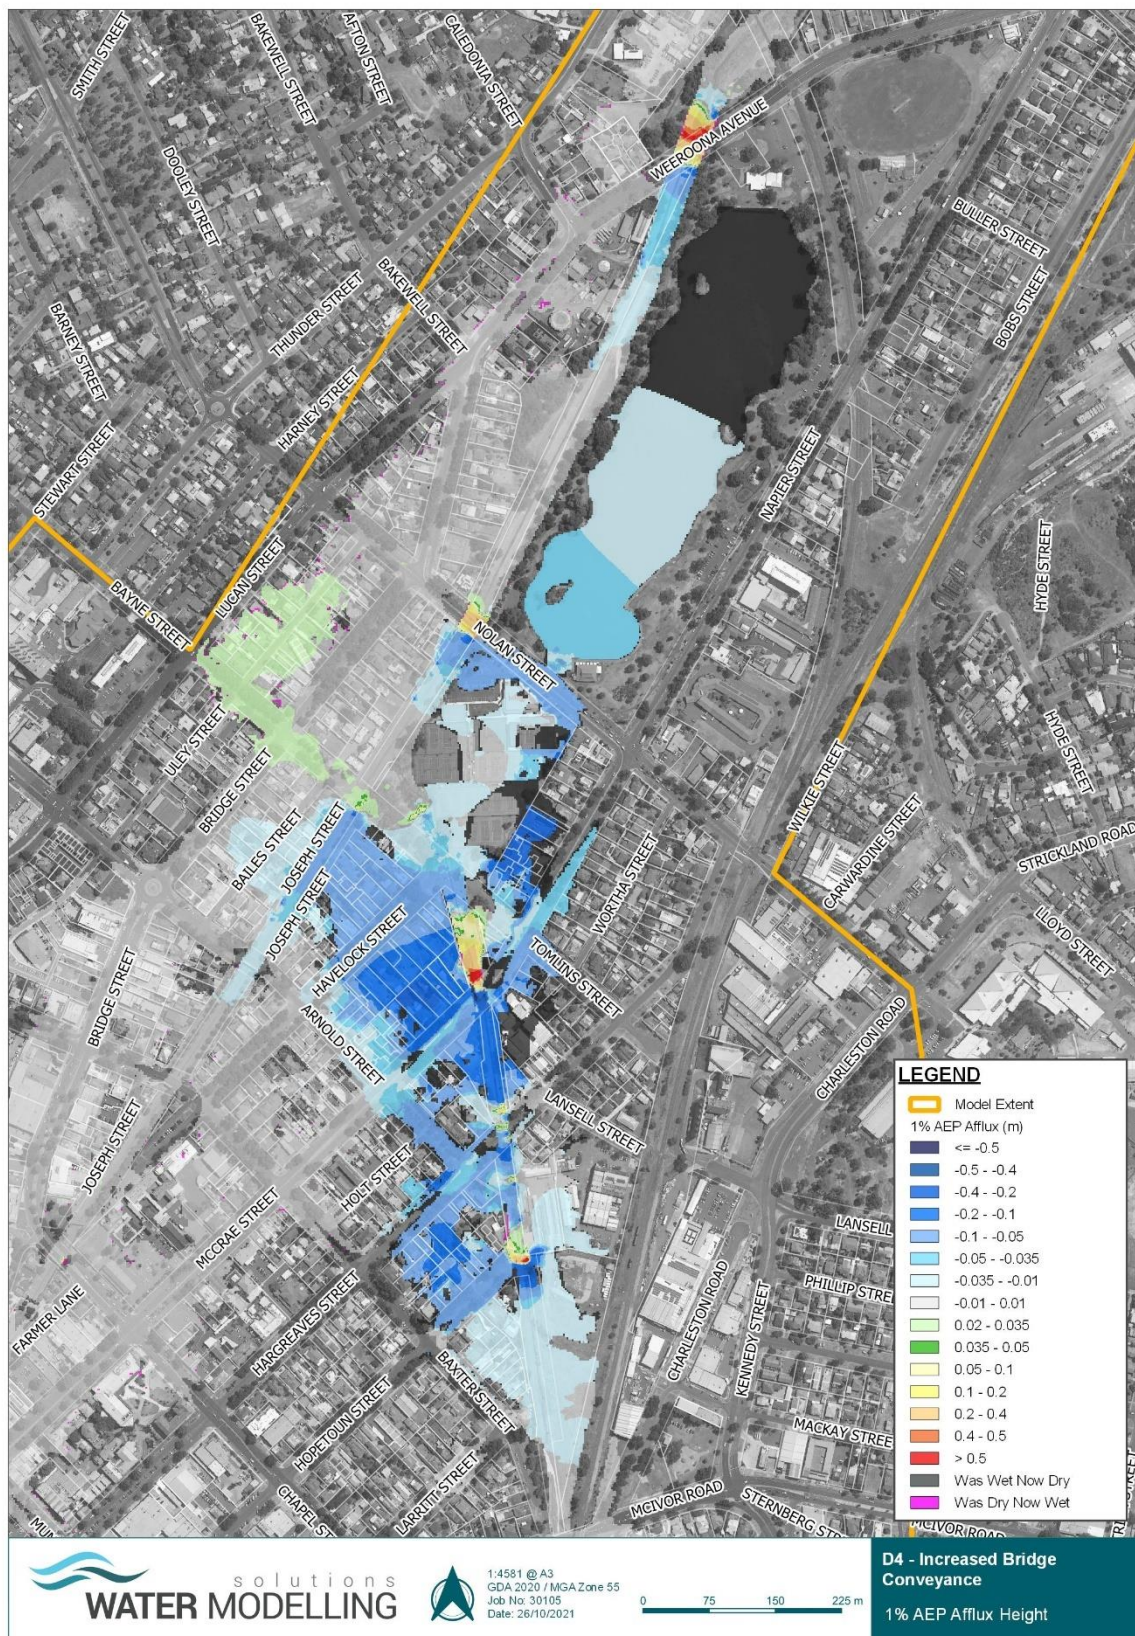 SMITH STREET
BAKEWELL STREET
AFTON STREET
CALEDONIA STREET
DOOLEY STREET
WEEROONA AVENUE
BULLER STREET
BOBS STREET
BARNEY STREET
THUNDER STREET
BAKEWELL STREET
HARNEY STREET
STEWART STREET
NAPIER STREET
HYDE STREET
LUCAN STREET
BAYNE STREET
NOLAN STREET
HYDE STREET
ULEY STREET
BRIDGE STREET
WILKIE STREET
CARWARDINE STREET
STRICKLAND ROAD
BAILES STREET
JOSEPH STREET
JOSEPH STREET
WORTHA STREET
LLOYD STREET
HAVELOCK STREET
TOMLINS STREET
BRIDGE STREET
ARNOLD STREET
CHARLESTON ROAD
LANSELL STREET
JOSEPH STREET
HOLT STREET
MCCRAE STREET
LANSELL
PHILLIP STREE
FARMER LANE
HARGREAVES STREET
CHARLESTON ROAD
KENNEDY STREET
BAXTER STREET
HOPETOUN STREET
MACKAY STREE
LARRITT STREET
CHAPEL ST
MCIVOR ROAD
STERNBERG STR
MCIVOR ROAD
LEGEND
Model Extent
1% AEP Afflux (m)
<= -0.5
-0.5 - -0.4
-0.4 - -0.2
-0.2 - -0.1
-0.1 - -0.05
-0.05 - -0.035
-0.035 - -0.01
-0.01 - 0.01
0.02 - 0.035
0.035 - 0.05
0.05 - 0.1
0.1 - 0.2
0.2 - 0.4
0.4 - 0.5
> 0.5
Was Wet Now Dry
Was Dry Now Wet
solutions
WATER MODELLING
1:4581 @ A3
GDA 2020 / MGA Zone 55
Job No: 30105
Date: 26/10/2021
0 75 150 225 m
D4 - Increased Bridge
Conveyance
1% AEP Afflux Height